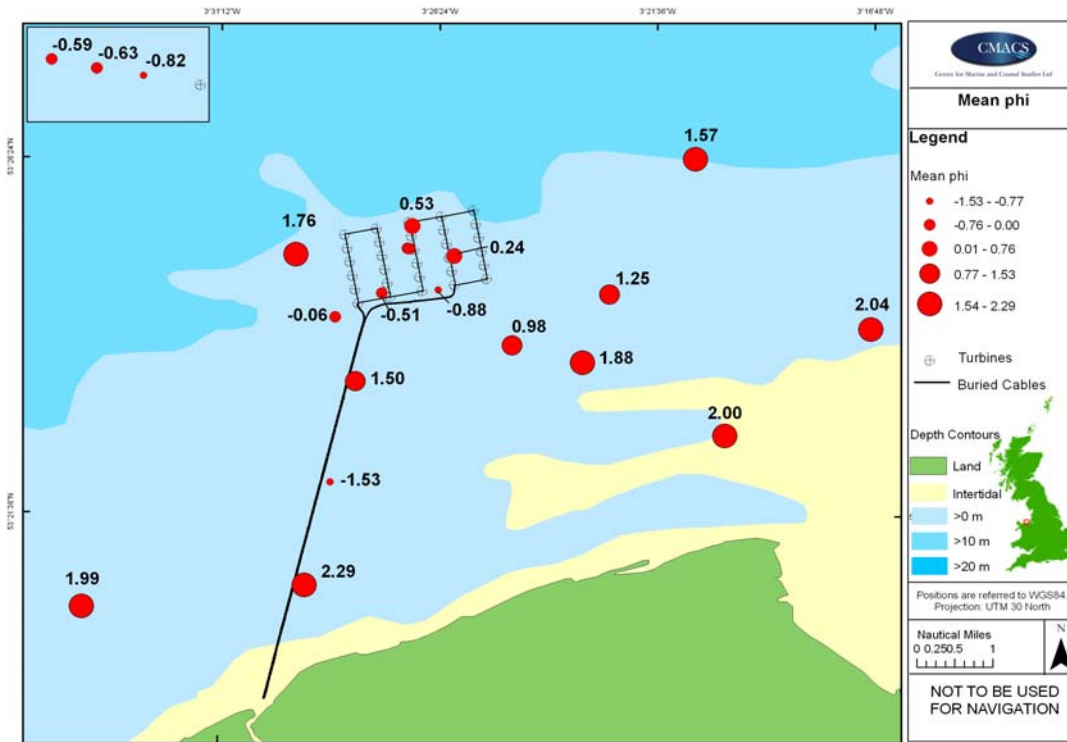 3°31'12"W
3°26'24"W
3°21'36"W
3°16'48"W
53°26'24"N
53°21'36"N
-0.59
-0.63
-0.82
1.57
0.53
1.76
0.24
1.25
-0.88
-0.51
-0.06
2.04
0.98
1.88
1.50
2.00
-1.53
2.29
1.99
CMACS
Centre for Marine and Coastal Studies Ltd
Mean phi
Legend
Mean phi
-1.53 - -0.77
-0.76 - 0.00
0.01 - 0.76
0.77 - 1.53
1.54 - 2.29
Turbines
Buried Cables
Depth Contours
Land
Intertidal
>0 m
>10 m
>20 m
Positions are referred to WGS84.
Projection: UTM 30 North
Nautical Miles
0 0.250.5 1
N
NOT TO BE USED
FOR NAVIGATION